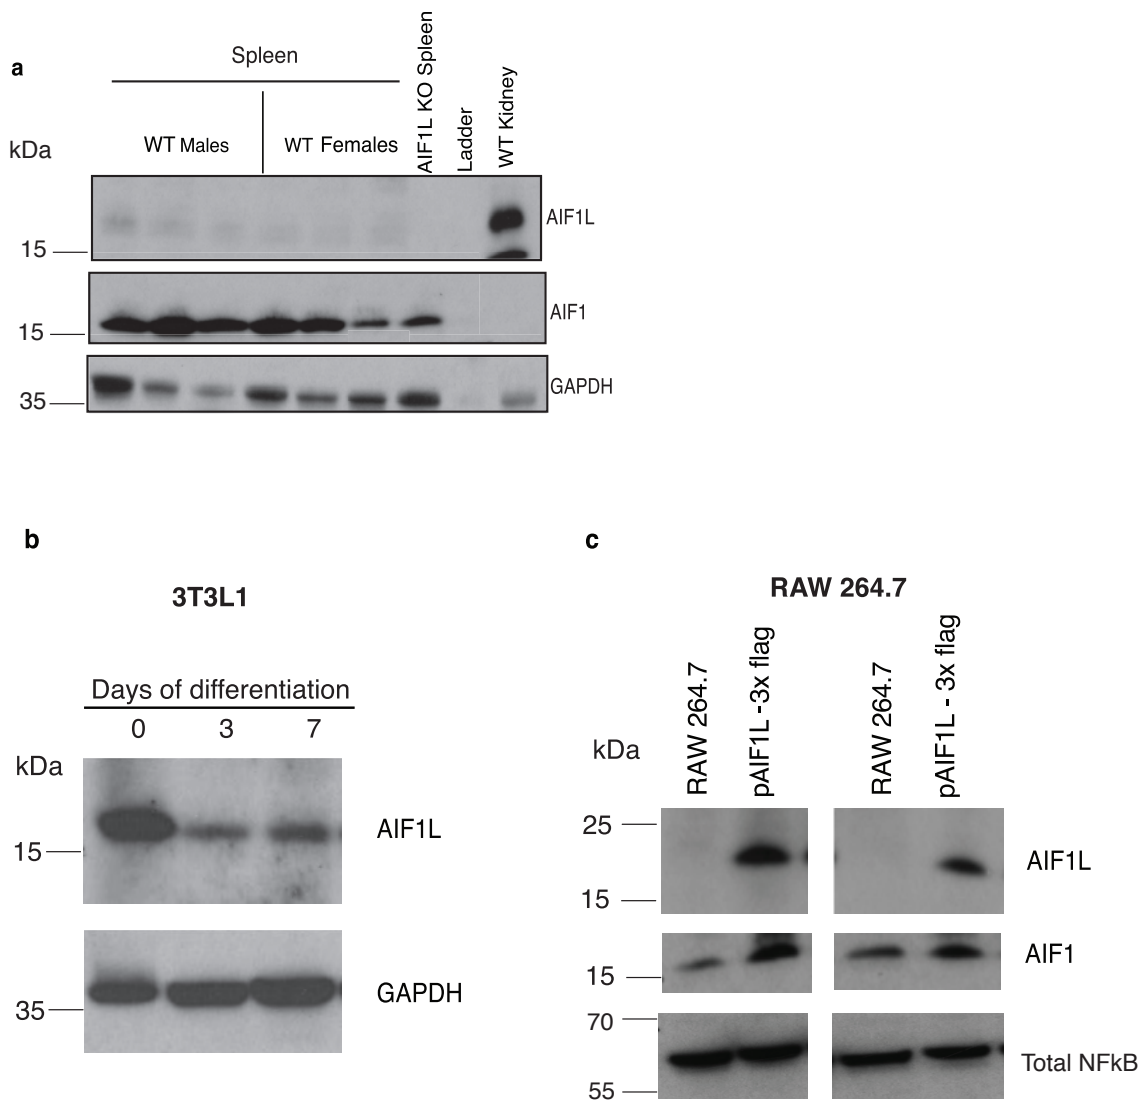 a
Spleen
WT Males
WT Females
AIF1L KO Spleen
Ladder
WT Kidney
kDa
AIF1L
15
AIF1
15
GAPDH
35
b
3T3L1
Days of differentiation
0 3 7
kDa
AIF1L
15
GAPDH
35
c
RAW 264.7
RAW 264.7
pAIF1L -3x flag
RAW 264.7
pAIF1L - 3x flag
kDa
25
AIF1L
15
AIF1
15
70
Total NFkB
55